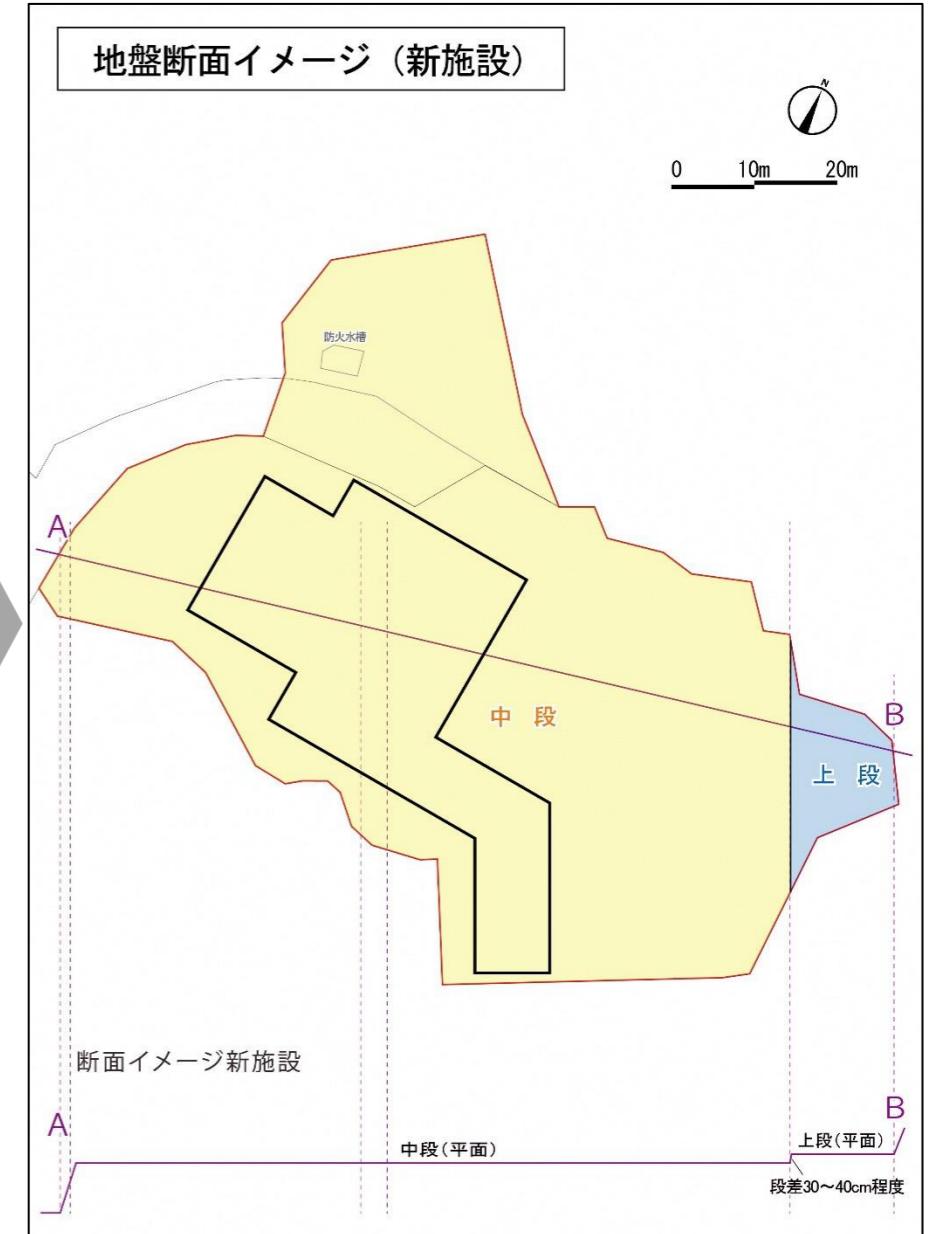 地盤断面イメージ（新施設）
N
0 10m 20m
防火水槽
A
中 段
B
上 段
断面イメージ新施設
A
B
中段(平面)
上段(平面)
段差30～40cm程度